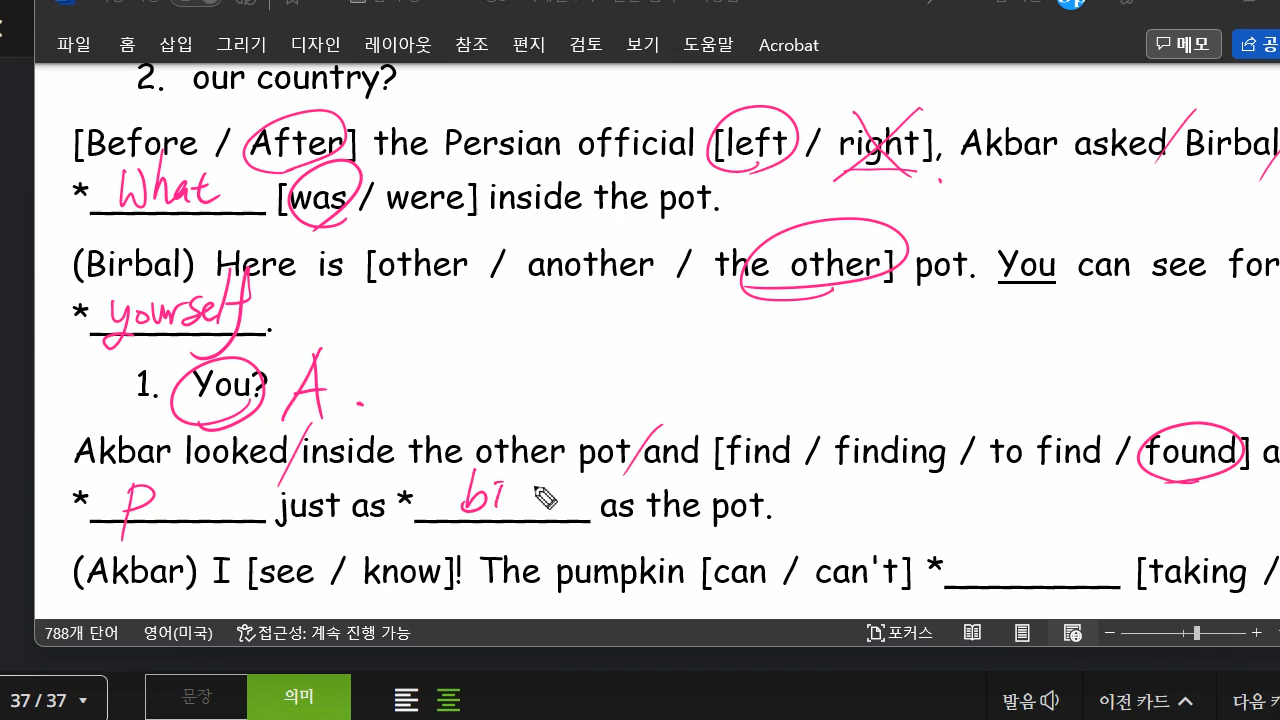 파일 홈 삽입 그리기 디자인 레이아웃 참조 편지 검토 보기 도움말 Acrobat 메모 공
2. our country?
[Before / After] the Persian official [left / right], Akbar asked Birbal
*What [was / were] inside the pot.
(Birbal) Here is [other / another / the other] pot. You can see for
*yourself.
1. You? A.
Akbar looked inside the other pot and [find / finding / to find / found] a
*p________ just as *bi________ as the pot.
(Akbar) I [see / know]! The pumpkin [can / can't] *________ [taking /
788개 단어 영어(미국) 접근성: 계속 진행 가능 포커스
37 / 37 문장 의미 발음 이전 카드 다음